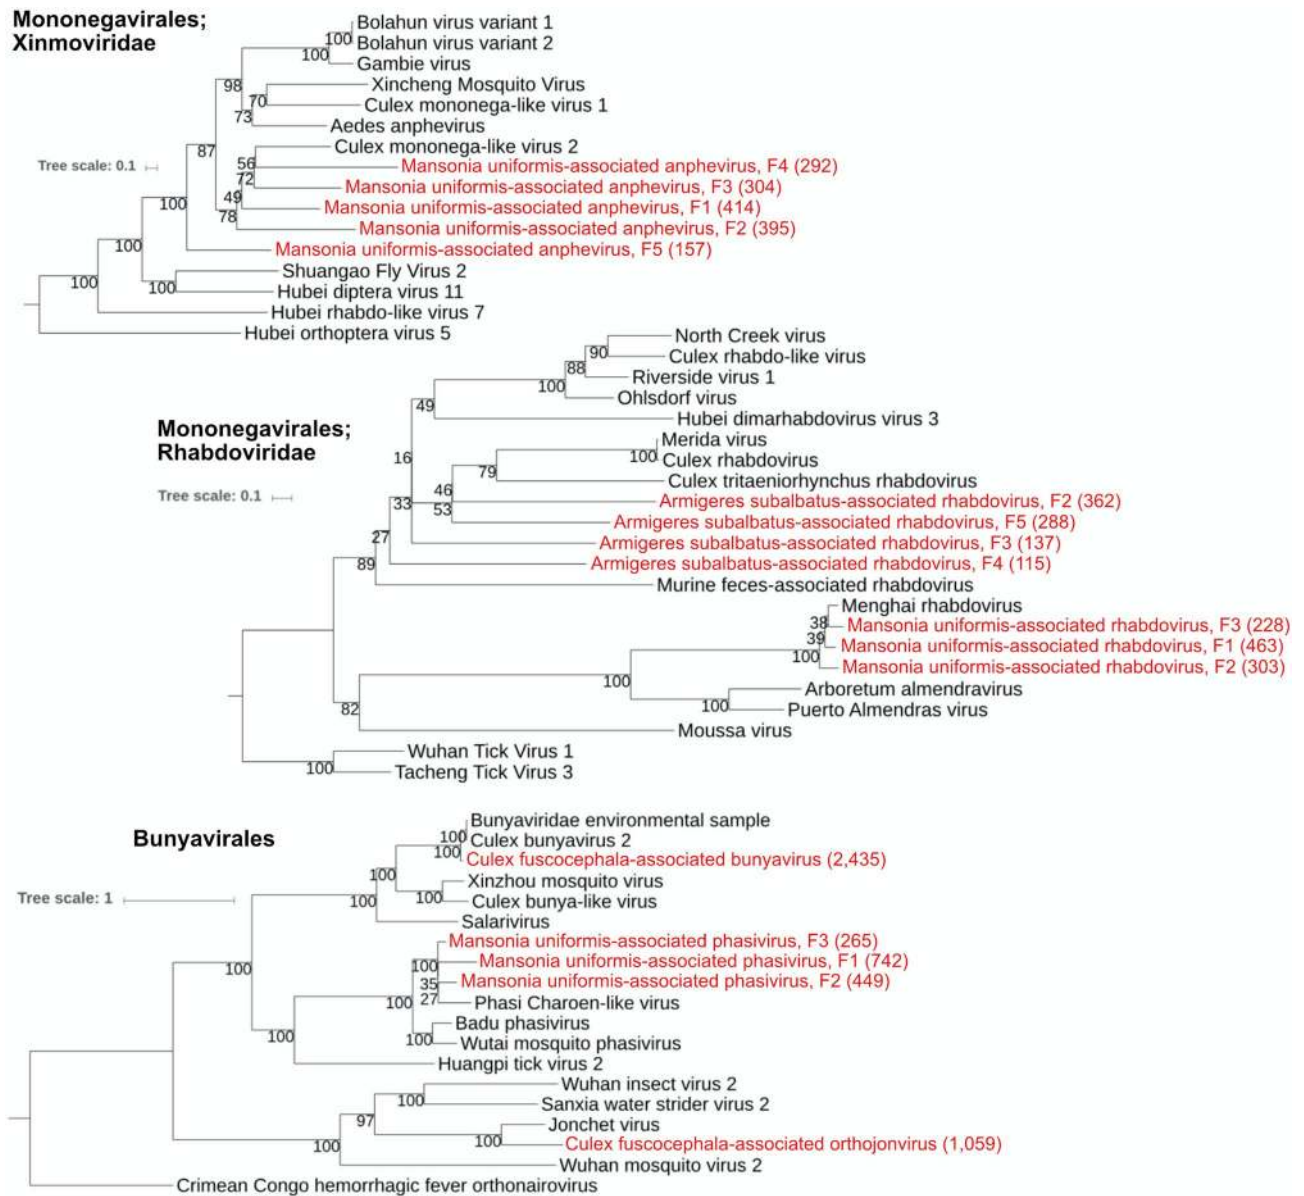 Mononegavirales;
Xinmoviridae
Bolahun virus variant 1
100
Bolahun virus variant 2
100
Gambie virus
98
Xincheng Mosquito Virus
70
Culex mononega-like virus 1
73
Aedes anphevirus
87
Culex mononega-like virus 2
Tree scale: 0.1
56
Mansonia uniformis-associated anphevirus, F4 (292)
72
Mansonia uniformis-associated anphevirus, F3 (304)
49
100
Mansonia uniformis-associated anphevirus, F1 (414)
78
Mansonia uniformis-associated anphevirus, F2 (395)
100
Mansonia uniformis-associated anphevirus, F5 (157)
Shuangao Fly Virus 2
100
100
Hubei diptera virus 11
Hubei rhabdo-like virus 7
Hubei orthoptera virus 5
North Creek virus
90
Culex rhabdo-like virus
88
Riverside virus 1
100
Ohlsdorf virus
49
Hubei dimarhabdovirus virus 3
Mononegavirales;
Rhabdoviridae
Merida virus
16
100
Culex rhabdovirus
79
Culex tritaeniorhynchus rhabdovirus
Tree scale: 0.1
46
33
Armigeres subalbatus-associated rhabdovirus, F2 (362)
53
Armigeres subalbatus-associated rhabdovirus, F5 (288)
27
Armigeres subalbatus-associated rhabdovirus, F3 (137)
89
Armigeres subalbatus-associated rhabdovirus, F4 (115)
Murine feces-associated rhabdovirus
Menghai rhabdovirus
38
Mansonia uniformis-associated rhabdovirus, F3 (228)
39
Mansonia uniformis-associated rhabdovirus, F1 (463)
100
Mansonia uniformis-associated rhabdovirus, F2 (303)
100
Arboretum almendravirus
100
82
Puerto Almendras virus
Moussa virus
Wuhan Tick Virus 1
100
Tacheng Tick Virus 3
Bunyavirales
Bunyaviridae environmental sample
100
Culex bunyavirus 2
100
Culex fuscocephala-associated bunyavirus (2,435)
100
Xinzhou mosquito virus
Tree scale: 1
100
100
Culex bunya-like virus
Salarivirus
Mansonia uniformis-associated phasivirus, F3 (265)
100
100
Mansonia uniformis-associated phasivirus, F1 (742)
35
Mansonia uniformis-associated phasivirus, F2 (449)
100
27
Phasi Charoen-like virus
Badu phasivirus
100
100
Wutai mosquito phasivirus
Huangpi tick virus 2
Wuhan insect virus 2
100
Sanxia water strider virus 2
97
Jonchet virus
100
100
Culex fuscocephala-associated orthojonvirus (1,059)
Wuhan mosquito virus 2
Crimean Congo hemorrhagic fever orthonairovirus